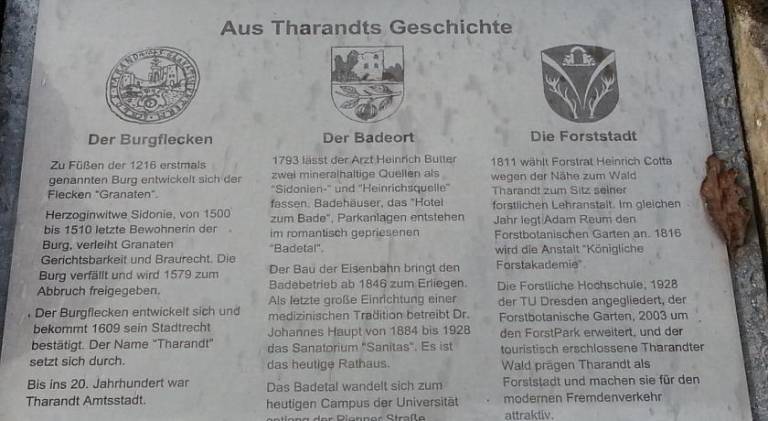 Aus Tharandts Geschichte
Der Burgflecken
Zu Füßen der 1216 erstmals
genannten Burg entwickelt sich der
Flecken "Granaten".
Herzoginwitwe Sidonie, von 1500
bis 1510 letzte Bewohnerin der
Burg, verleiht Granaten
Gerichtsbarkeit und Braurecht. Die
Burg verfällt und wird 1579 zum
Abbruch freigegeben.
Der Burgflecken entwickelt sich und
bekommt 1609 sein Stadtrecht
bestätigt. Der Name "Tharandt"
setzt sich durch.
Bis ins 20. Jahrhundert war
Tharandt Amtsstadt.
Der Badeort
1793 lässt der Arzt Heinrich Butter
zwei mineralhaltige Quellen als
"Sidonien-" und "Heinrichsquelle"
fassen. Badehäuser, das "Hotel
zum Bade", Parkanlagen entstehen
im romantisch gepriesenen
"Badetal".
Der Bau der Eisenbahn bringt den
Badebetrieb ab 1846 zum Erliegen.
Als letzte große Einrichtung einer
medizinischen Tradition betreibt Dr.
Johannes Haupt von 1884 bis 1928
das Sanatorium "Sanitas". Es ist
das heutige Rathaus.
Das Badetal wandelt sich zum
heutigen Campus der Universität
entlang der Pienner Straße
Die Forststadt
1811 wählt Forstrat Heinrich Cotta
wegen der Nähe zum Wald
Tharandt zum Sitz seiner
forstlichen Lehranstalt. Im gleichen
Jahr legt Adam Reum den
Forstbotanischen Garten an. 1816
wird die Anstalt "Königliche
Forstakademie".
Die Forstliche Hochschule, 1928
der TU Dresden angegliedert, der
Forstbotanische Garten, 2003 um
den ForstPark erweitert, und der
touristisch erschlossene Tharandter
Wald prägen Tharandt als
Forststadt und machen sie für den
modernen Fremdenverkehr
attraktiv.